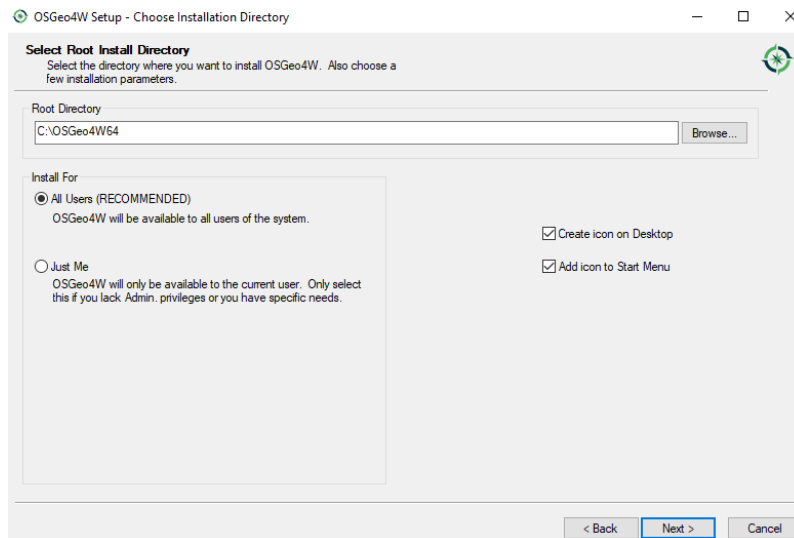 OSGeo4W Setup - Choose Installation Directory
Select Root Install Directory
Select the directory where you want to install OSGeo4W. Also choose a
few installation parameters.
Root Directory
C:\OSGeo4W64
Browse...
Install For
All Users (RECOMMENDED)
OSGeo4W will be available to all users of the system.
Just Me
OSGeo4W will only be available to the current user. Only select
this if you lack Admin. privileges or you have specific needs.
Create icon on Desktop
Add icon to Start Menu
< Back
Next >
Cancel